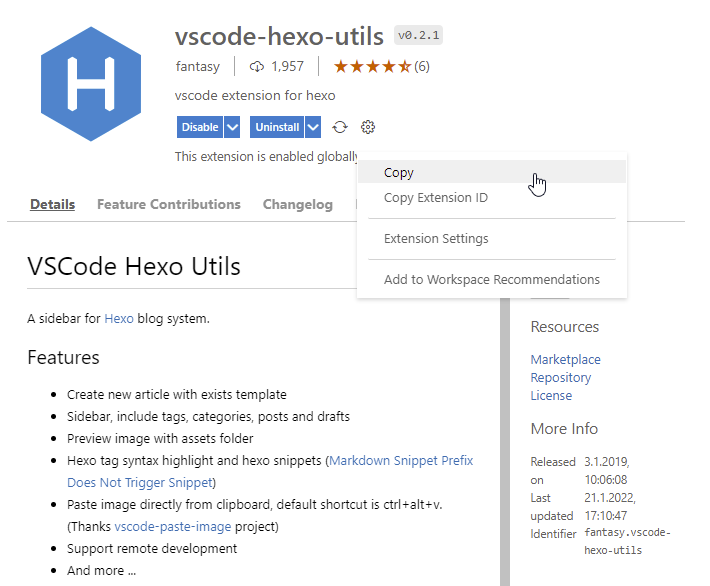 vscode-hexo-utils v0.2.1
fantasy 1,957 (6)
vscode extension for hexo
Disable Uninstall
This extension is enabled globally
Copy
Copy Extension ID
Extension Settings
Add to Workspace Recommendations
Details Feature Contributions Changelog
VSCode Hexo Utils
A sidebar for Hexo blog system.
Features
Create new article with exists template
Sidebar, include tags, categories, posts and drafts
Preview image with assets folder
Hexo tag syntax highlight and hexo snippets (Markdown Snippet Prefix
Does Not Trigger Snippet)
Paste image directly from clipboard, default shortcut is ctrl+alt+v.
(Thanks vscode-paste-image project)
Support remote development
And more ...
Resources
Marketplace
Repository
License
More Info
Released 3.1.2019,
on 10:06:08
Last 21.1.2022,
updated 17:10:47
Identifier fantasy.vscode-
hexo-utils